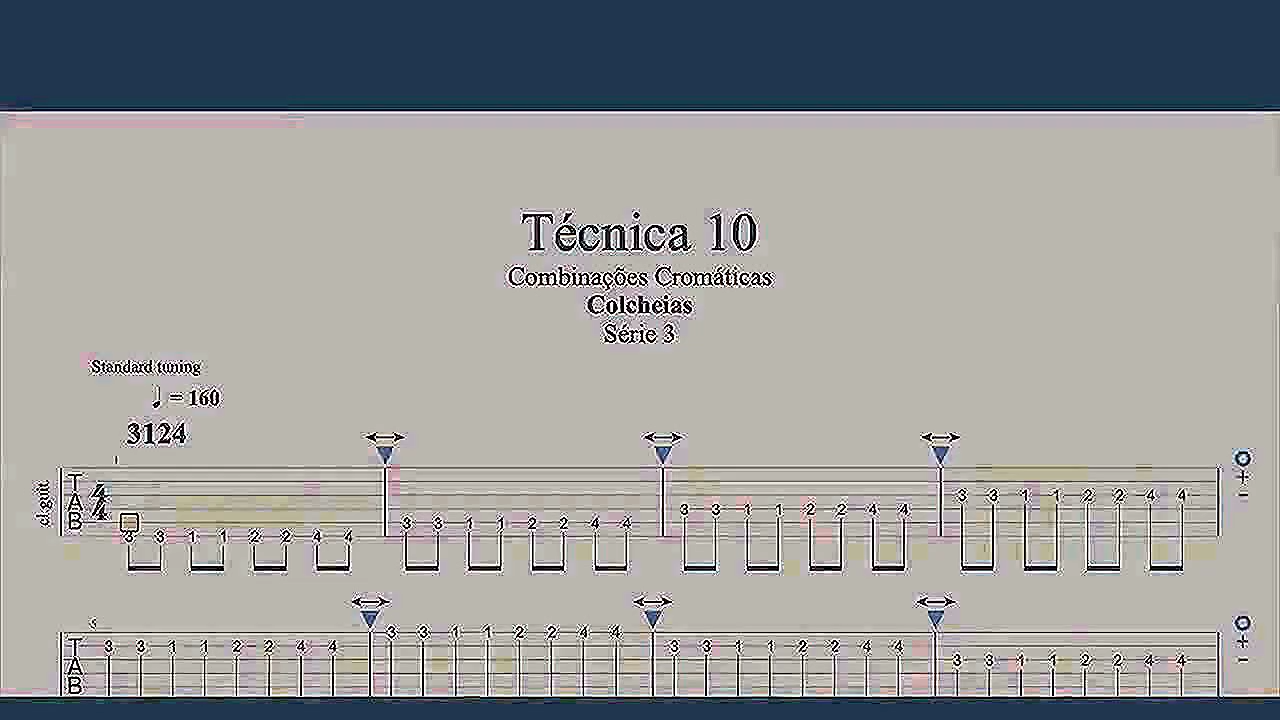 Técnica 10
Combinações Cromáticas
Colcheias
Série 3
Standard tuning
♩ = 160
3124
cl.guit
T A B 4 4
3 3 1 1 2 2 4 4 3 3 1 1 2 2 4 4 3 3 1 1 2 2 4 4 3 3 1 1 2 2 4 4
+
−
5
T A B
3 3 1 1 2 2 4 4 3 3 1 1 2 2 4 4 3 3 1 1 2 2 4 4 3 3 1 1 2 2 4 4
+
−